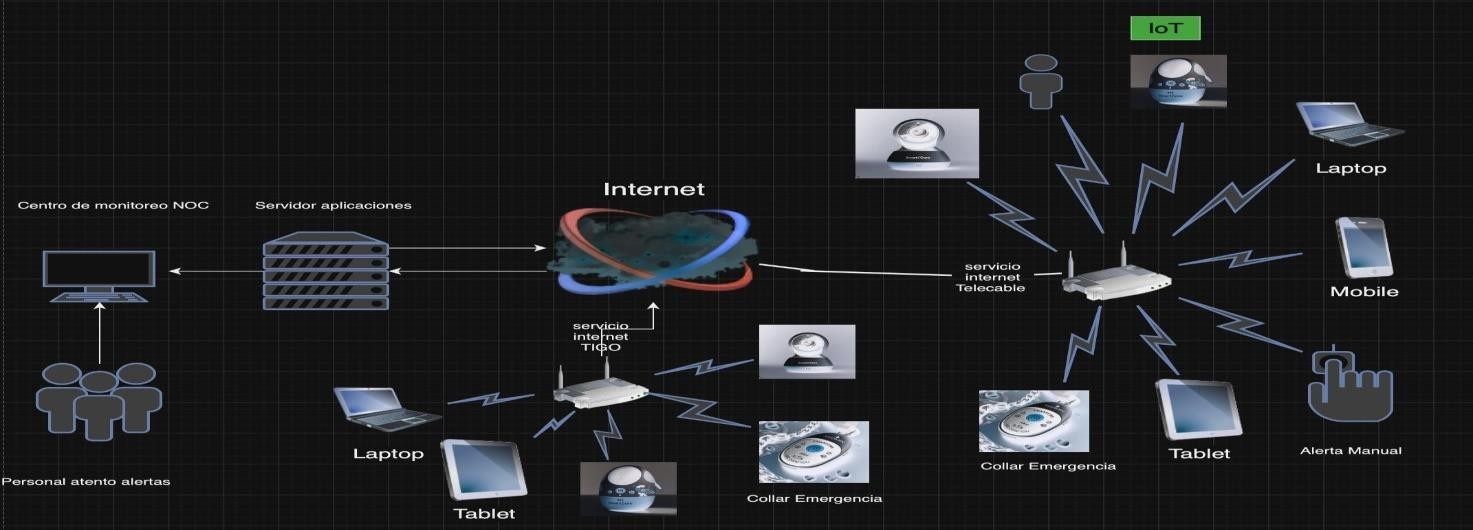 IoT
Laptop
Internet
Centro de monitoreo NOC
Servidor aplicaciones
servicio
internet
Telecable
Mobile
servicio
internet
TIGO
Laptop
Tablet
Collar Emergencia
Collar Emergencia
Tablet
Alerta Manual
Personal atento alertas